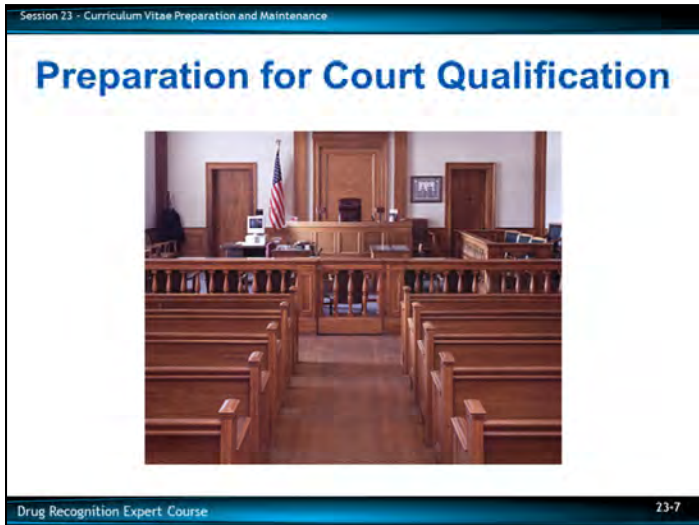 Session 23 - Curriculum Vitae Preparation and Maintenance
Preparation for Court Qualification
Drug Recognition Expert Course
23-7